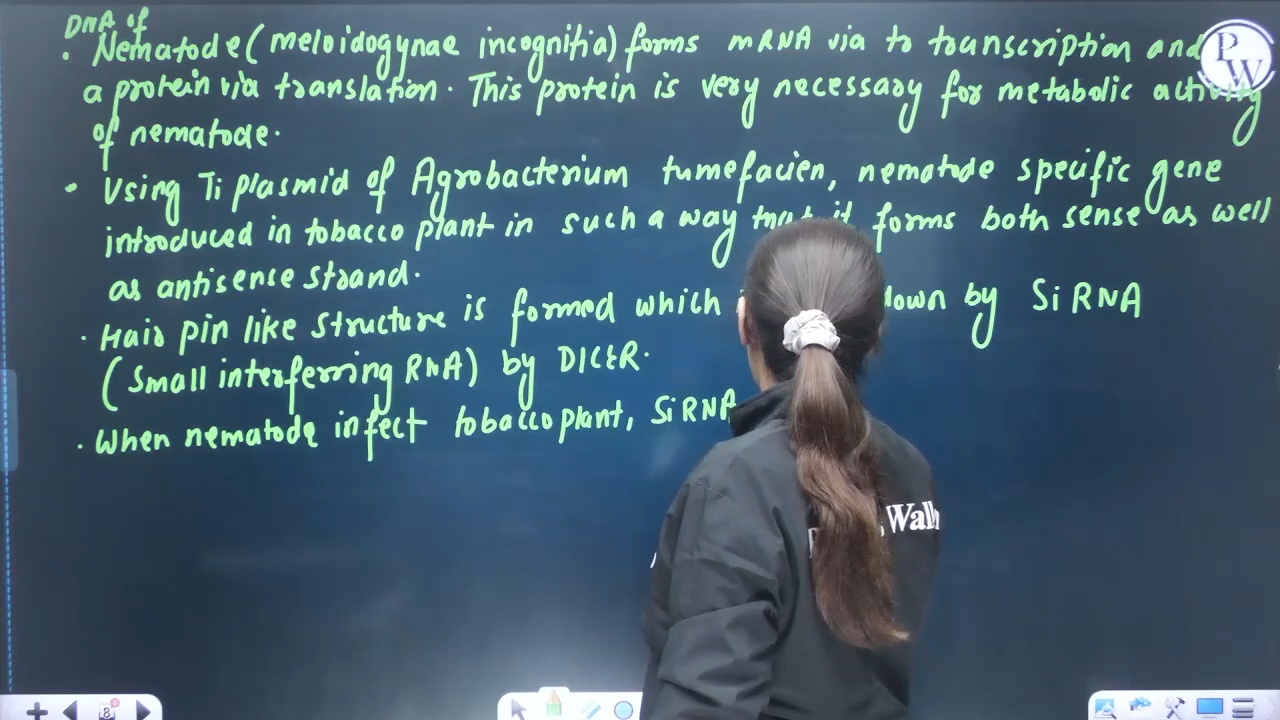 DNA of
• Nematode (meloidogynae incognitia) forms mRNA via to transcription and
a protein via translation. This protein is very necessary for metabolic activity
of nematode.
• Using Ti plasmid of Agrobacterium tumefacien, nematode specific gene
introduced in tobacco plant in such a way that it forms both sense as well
as antisense strand.
• Hair pin like structure is formed which down by SiRNA
(Small interferring RNA) by DICER.
• When nematode infect tobacco plant, SiRNA
PW
Wall
8